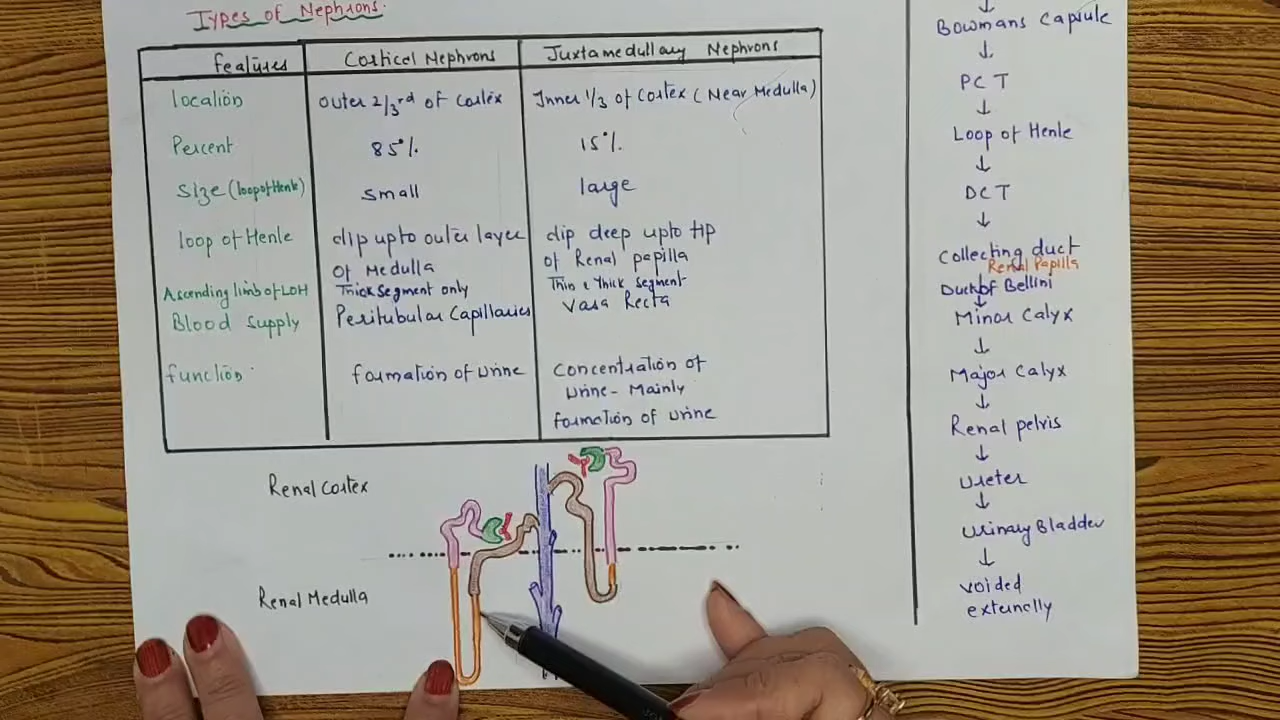 Types of Nephrons.
Features Cortical Nephrons Juxtamedullary Nephrons
location Outer 2/3rd of Cortex Inner 1/3 of Cortex (Near Medulla)
Percent 85% 15%
Size (loop of Henle) small large
loop of Henle dip upto outer layer dip deep upto tip
of Medulla of Renal papilla
Ascending limb of LOH Thick Segment only Thin & Thick Segment
Blood Supply Peritubular Capillaries Vasa Recta
function. formation of urine Concentration of
urine - Mainly
formation of urine
Renal Cortex
Renal Medulla
↓
Bowmans Capsule
↓
PCT
↓
Loop of Henle
↓
DCT
↓
Collecting duct
Renal Papilla
Duct of Bellini
↓
Minor Calyx
↓
Major Calyx
↓
Renal pelvis
↓
Ureter
↓
Urinary Bladder
↓
voided
externally